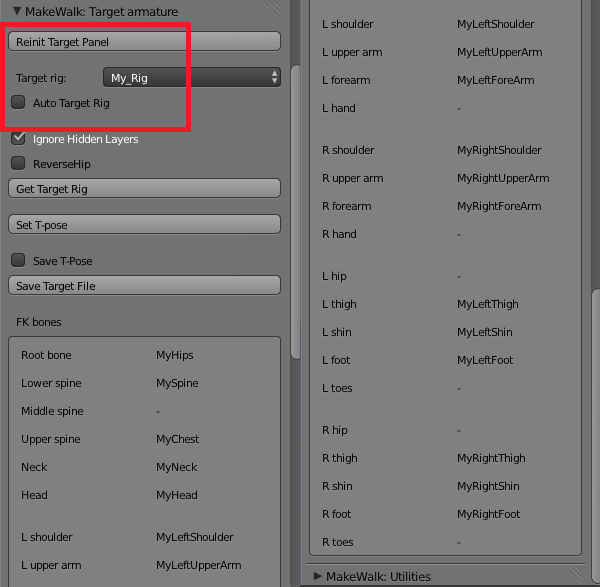 MakeWalk: Target armature
Reinit Target Panel
Target rig: My_Rig
Auto Target Rig
Ignore Hidden Layers
ReverseHip
Get Target Rig
Set T-pose
Save T-Pose
Save Target File
FK bones
Root bone MyHips
Lower spine MySpine
Middle spine -
Upper spine MyChest
Neck MyNeck
Head MyHead
L shoulder MyLeftShoulder
L upper arm MyLeftUpperArm
L shoulder MyLeftShoulder
L upper arm MyLeftUpperArm
L forearm MyLeftForeArm
L hand -
R shoulder MyRightShoulder
R upper arm MyRightUpperArm
R forearm MyRightForeArm
R hand -
L hip -
L thigh MyLeftThigh
L shin MyLeftShin
L foot MyLeftFoot
L toes -
R hip -
R thigh MyRightThigh
R shin MyRightShin
R foot MyRightFoot
R toes -
MakeWalk: Utilities